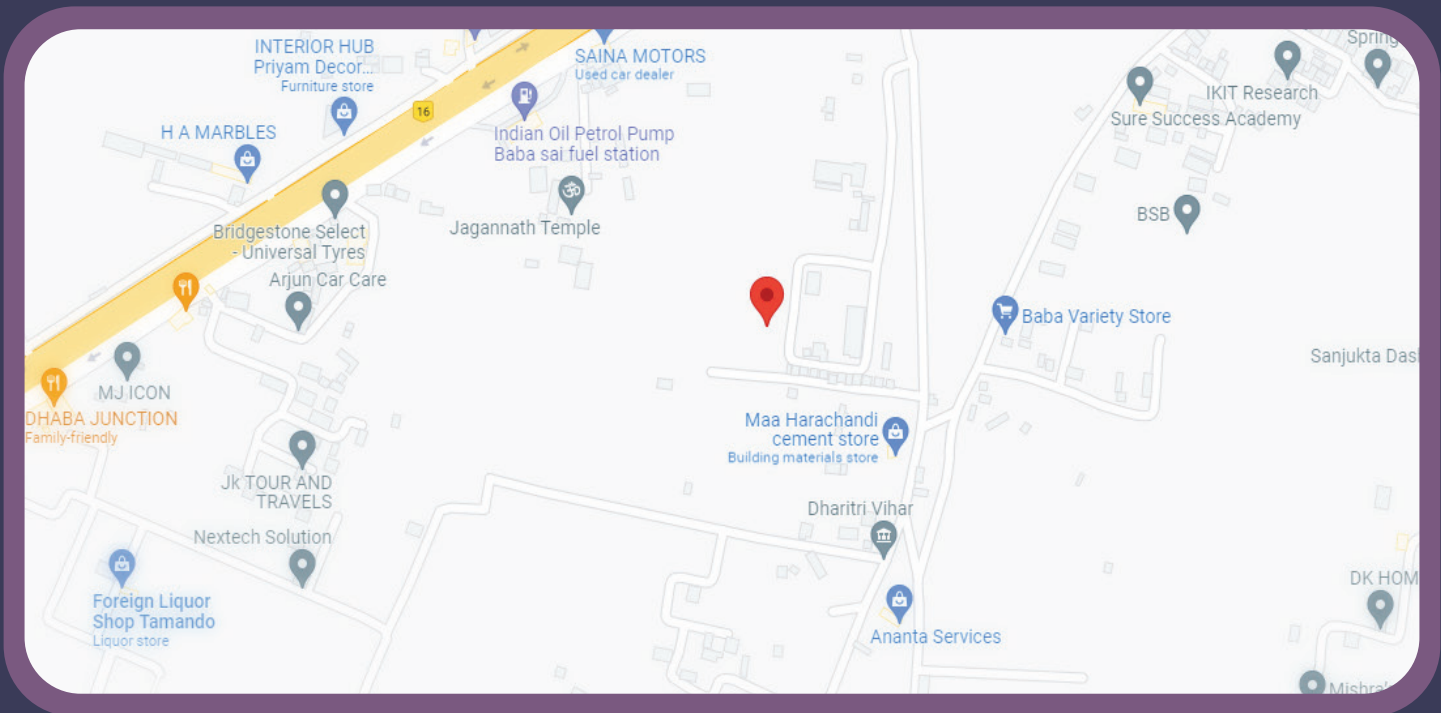 INTERIOR HUB
Priyam Decor...
Furniture store
SAINA MOTORS
Used car dealer
Spring
IKIT Research
Sure Success Academy
16
H A MARBLES
Indian Oil Petrol Pump
Baba sai fuel station
Jagannath Temple
BSB
Bridgestone Select
- Universal Tyres
Arjun Car Care
Baba Variety Store
Sanjukta Das
MJ ICON
DHABA JUNCTION
Family-friendly
Maa Harachandi
cement store
Building materials store
Jk TOUR AND
TRAVELS
Dharitri Vihar
Nextech Solution
DK HOM
Foreign Liquor
Shop Tamando
Liquor store
Ananta Services
Mishra's